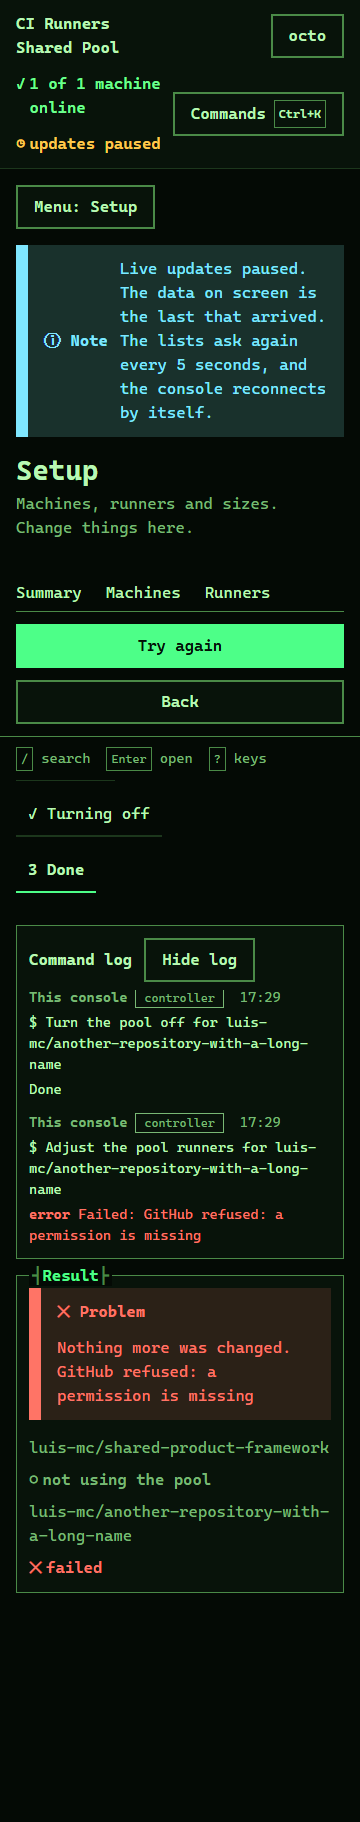 CI Runners
Shared Pool
octo
✓ 1 of 1 machine
online
updates paused
Commands Ctrl+K
Menu: Setup
ⓘ Note
Live updates paused.
The data on screen is
the last that arrived.
The lists ask again
every 5 seconds, and
the console reconnects
by itself.
Setup
Machines, runners and sizes.
Change things here.
Summary Machines Runners
Try again
Back
/ search Enter open ? keys
✓ Turning off
3 Done
Command log Hide log
This console controller 17:29
$ Turn the pool off for luis-
mc/another-repository-with-a-long-
name
Done
This console controller 17:29
$ Adjust the pool runners for luis-
mc/another-repository-with-a-long-
name
error Failed: GitHub refused: a
permission is missing
Result
✕ Problem
Nothing more was changed.
GitHub refused: a
permission is missing
luis-mc/shared-product-framework
○ not using the pool
luis-mc/another-repository-with-
a-long-name
✕ failed